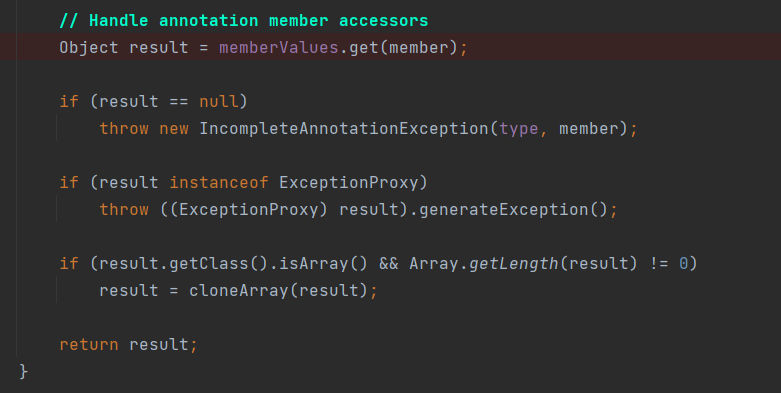 // Handle annotation member accessors
Object result = memberValues.get(member);
if (result == null)
throw new IncompleteAnnotationException(type, member);
if (result instanceof ExceptionProxy)
throw ((ExceptionProxy) result).generateException();
if (result.getClass().isArray() && Array.getLength(result) != 0)
result = cloneArray(result);
return result;
}